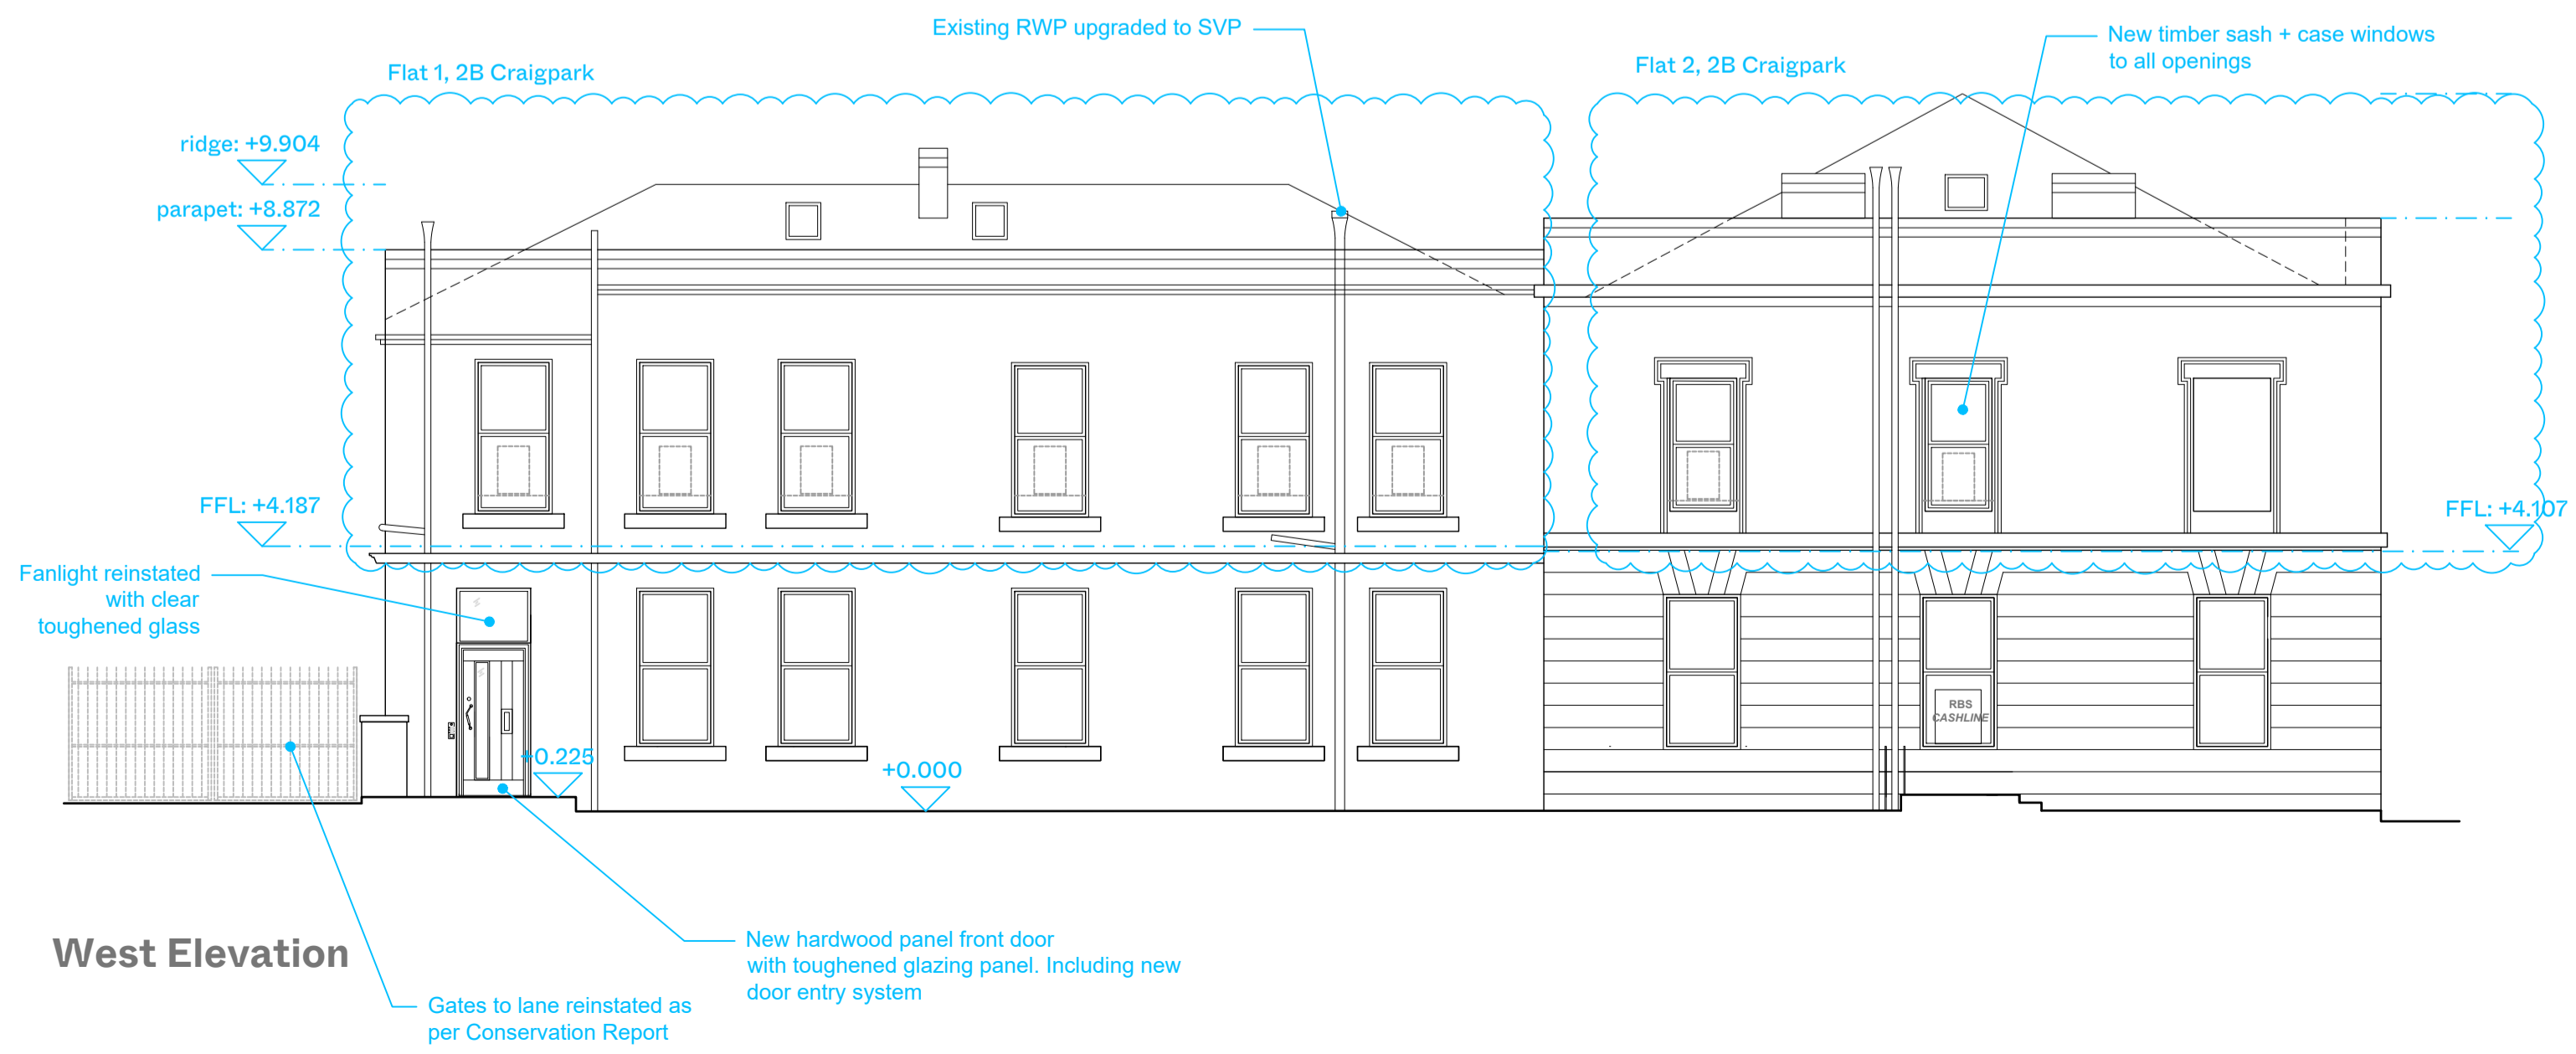 Existing RWP upgraded to SVP
New timber sash + case windows
to all openings
Flat 1, 2B Craigpark
Flat 2, 2B Craigpark
ridge: +9.904
parapet: +8.872
FFL: +4.187
FFL: +4.107
Fanlight reinstated
with clear
toughened glass
RBS
CASHLINE
+0.225
+0.000
New hardwood panel front door
with toughened glazing panel. Including new
door entry system
West Elevation
Gates to lane reinstated as
per Conservation Report